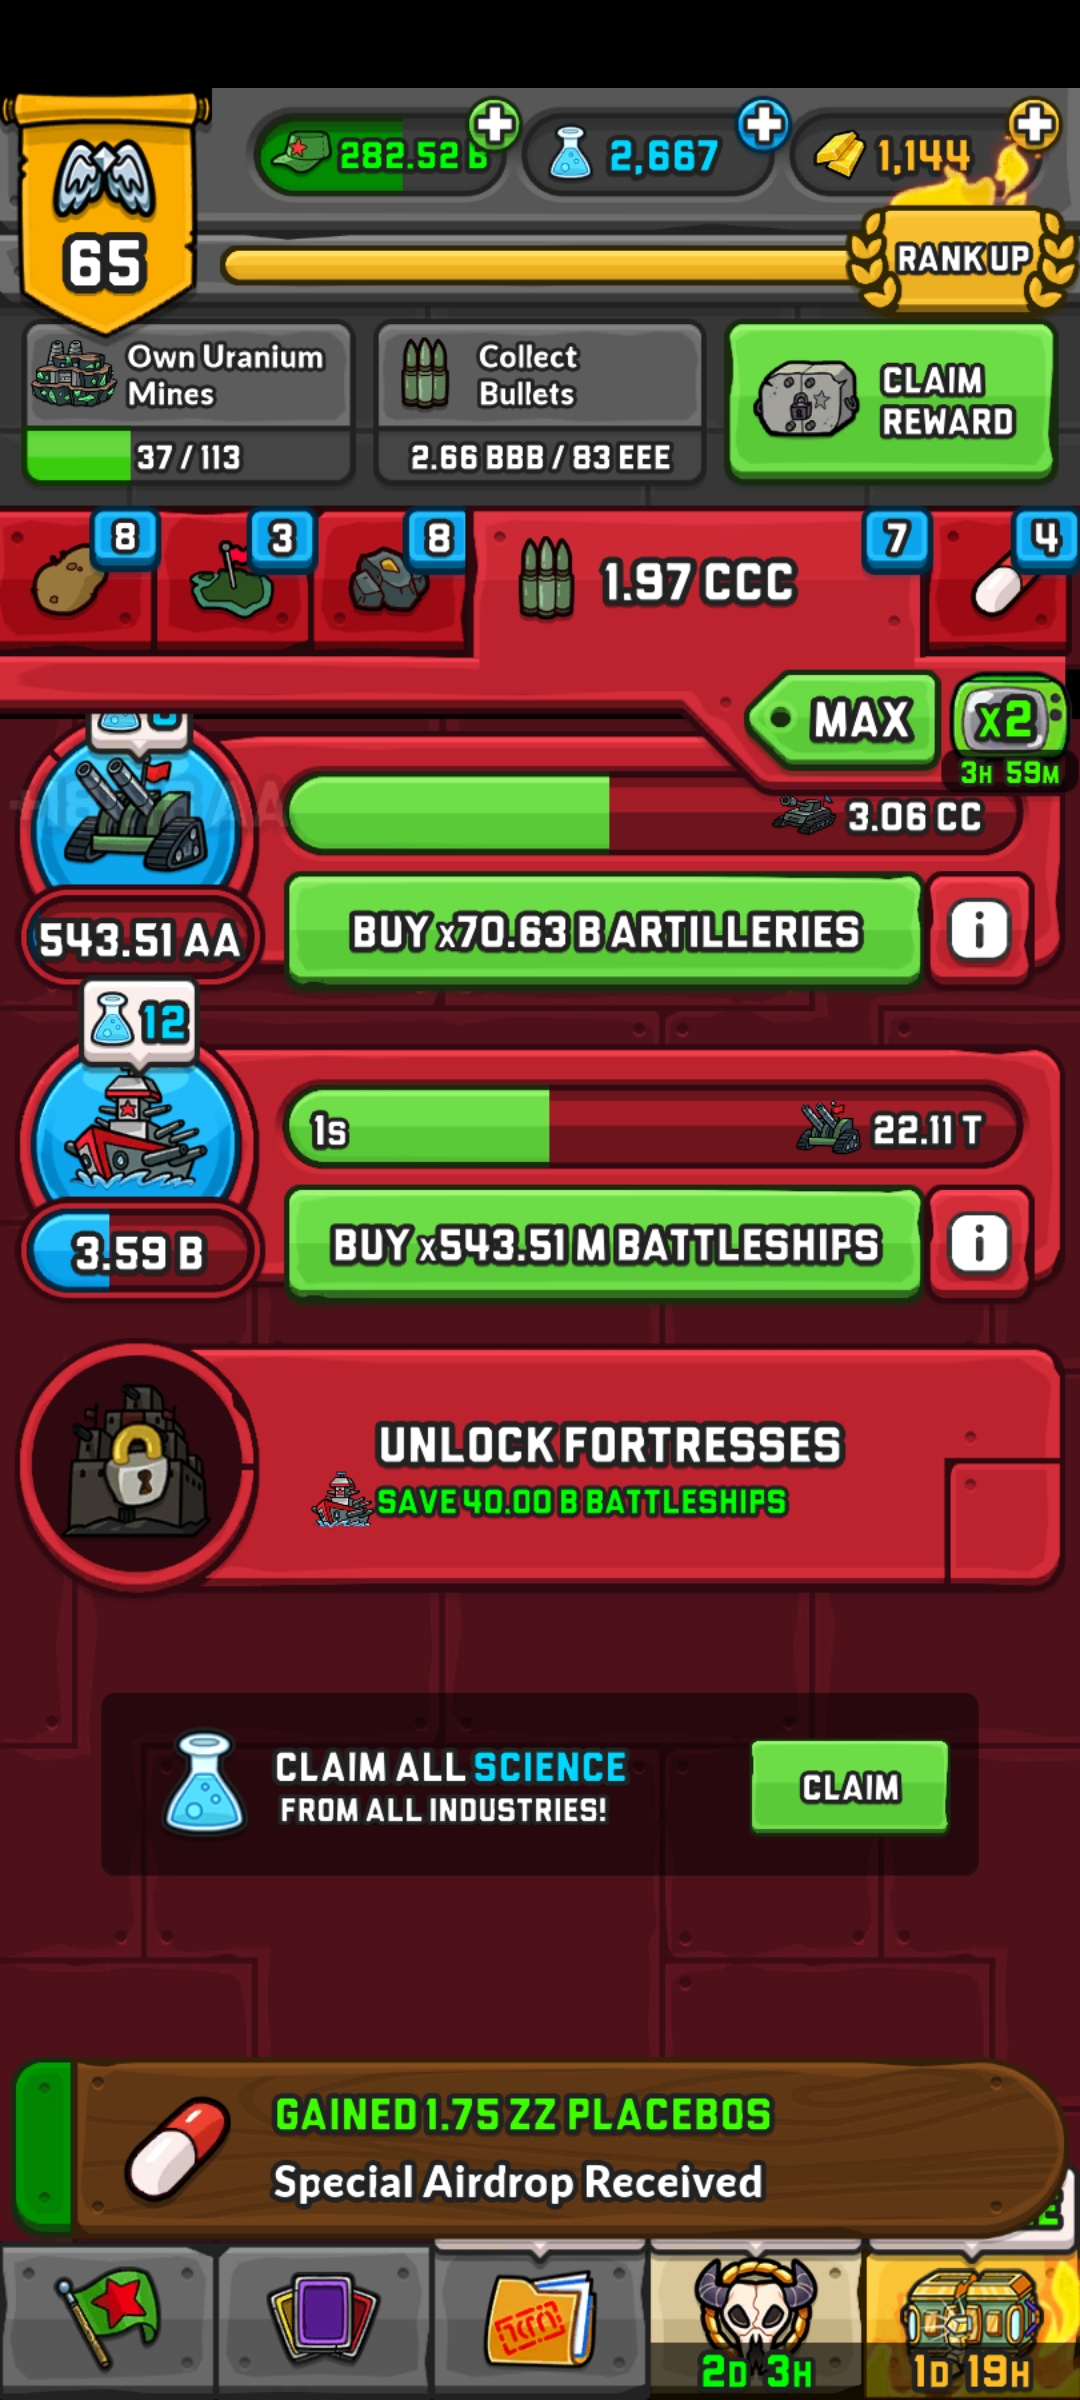 282.52 B
2,667
1,144
65
RANK UP
Own Uranium
Mines
37 / 113
Collect
Bullets
2.66 BBB / 83 EEE
CLAIM
REWARD
8
3
8
1.97 CCC
7
4
MAX
x2
3H 59M
3.06 CC
543.51 AA
BUY x70.63 B ARTILLERIES
i
12
1s
22.11 T
3.59 B
BUY x543.51 M BATTLESHIPS
i
UNLOCK FORTRESSES
SAVE 40.00 B BATTLESHIPS
CLAIM ALL SCIENCE
FROM ALL INDUSTRIES!
CLAIM
GAINED 1.75 ZZ PLACEBOS
Special Airdrop Received
2D 3H
1D 19H